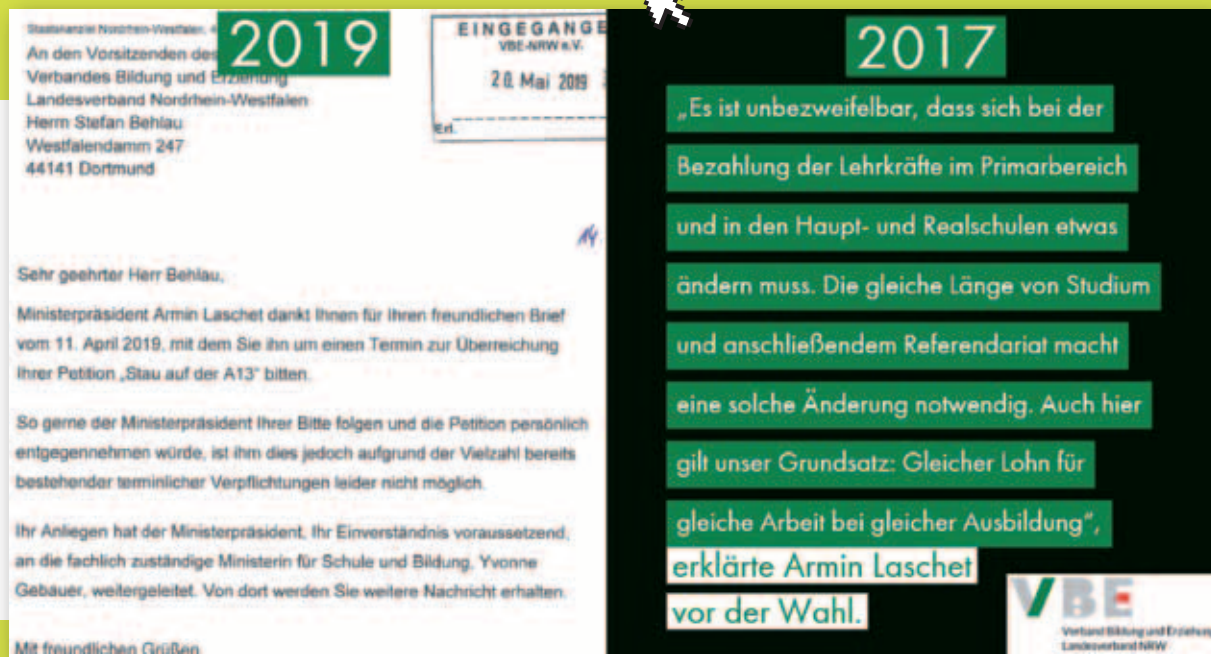 Staatskanzlei Nordrhein-Westfalen,
2019
An den Vorsitzenden des
Verbandes Bildung und Erziehung
Landesverband Nordrhein-Westfalen
Herrn Stefan Behlau
Westfalendamm 247
44141 Dortmund
EINGEGANGE
VBE-NRW e.V.
20. Mai 2019
Erl.
14
Sehr geehrter Herr Behlau,
Ministerpräsident Armin Laschet dankt Ihnen für Ihren freundlichen Brief
vom 11. April 2019, mit dem Sie ihn um einen Termin zur Überreichung
Ihrer Petition „Stau auf der A13" bitten.
So gerne der Ministerpräsident Ihrer Bitte folgen und die Petition persönlich
entgegennehmen würde, ist ihm dies jedoch aufgrund der Vielzahl bereits
bestehender terminlicher Verpflichtungen leider nicht möglich.
Ihr Anliegen hat der Ministerpräsident, Ihr Einverständnis voraussetzend,
an die fachlich zuständige Ministerin für Schule und Bildung, Yvonne
Gebauer, weitergeleitet. Von dort werden Sie weitere Nachricht erhalten.
Mit freundlichen Grüßen
2017
„Es ist unbezweifelbar, dass sich bei der
Bezahlung der Lehrkräfte im Primarbereich
und in den Haupt- und Realschulen etwas
ändern muss. Die gleiche Länge von Studium
und anschließendem Referendariat macht
eine solche Änderung notwendig. Auch hier
gilt unser Grundsatz: Gleicher Lohn für
gleiche Arbeit bei gleicher Ausbildung",
erklärte Armin Laschet
vor der Wahl.
VBE
Verband Bildung und Erziehung
Landesverband NRW